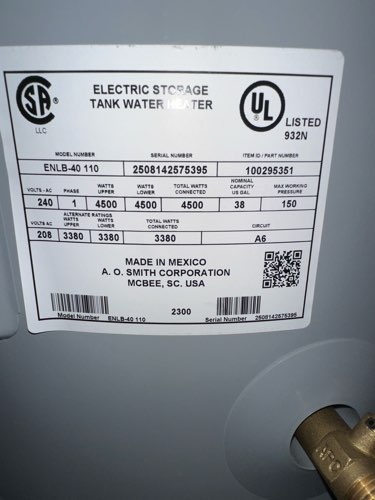 ELECTRIC STORAGE
TANK WATER HEATER
SA
LLC
UL
LISTED
932N
MODEL NUMBER SERIAL NUMBER ITEM ID / PART NUMBER
ENLB-40 110 2508142575395 100295351
VOLTS - AC PHASE WATTS UPPER WATTS LOWER TOTAL WATTS CONNECTED NOMINAL CAPACITY US GAL MAX WORKING PRESSURE
240 1 4500 4500 4500 38 150
ALTERNATE RATINGS
VOLTS AC WATTS UPPER WATTS LOWER TOTAL WATTS CONNECTED CIRCUIT
208 3380 3380 3380 A6
MADE IN MEXICO
A. O. SMITH CORPORATION
MCBEE, SC. USA
2300
Model Number ENLB-40 110 Serial Number 2508142575395
NFC